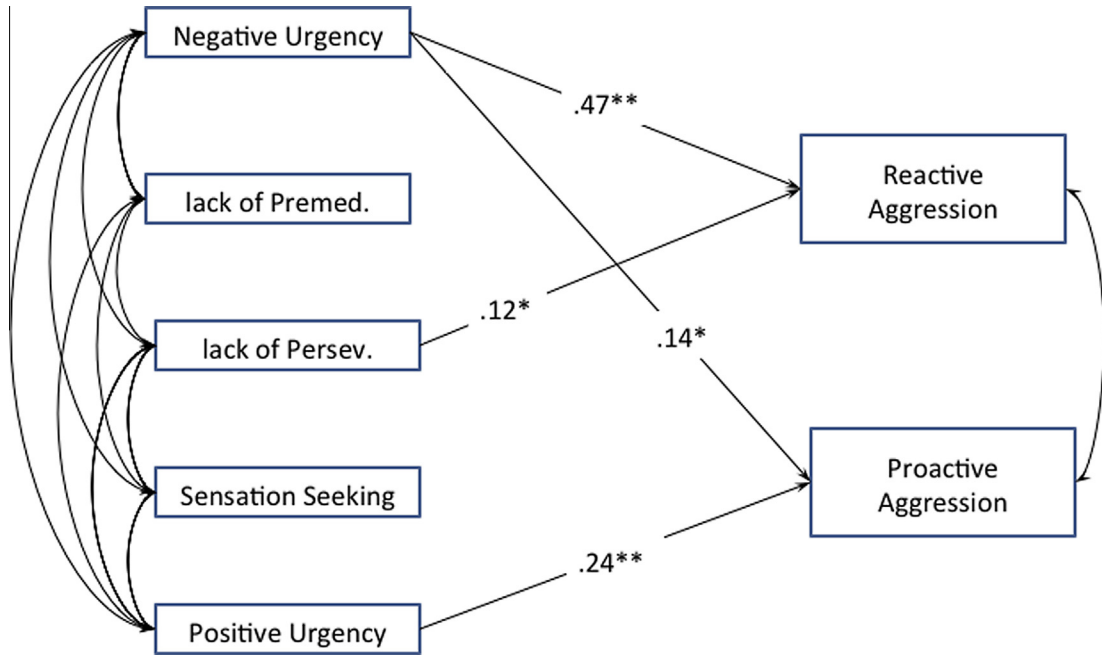 Negative Urgency
.47**
Reactive
Aggression
lack of Premed.
.12*
lack of Persev.
.14*
Proactive
Aggression
Sensation Seeking
.24**
Positive Urgency